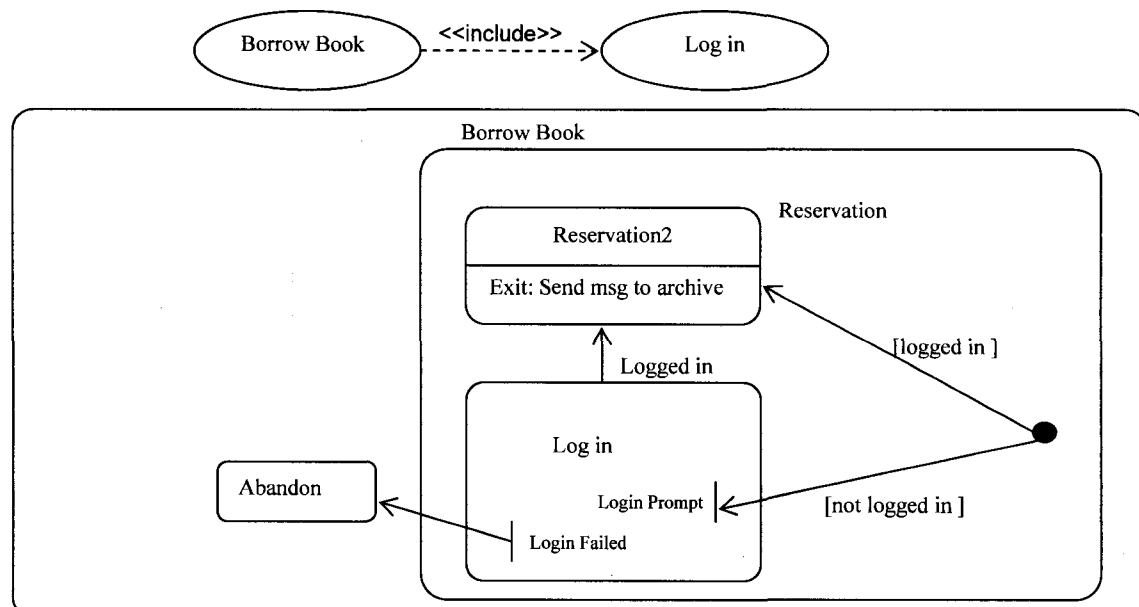 Borrow Book
<<include>>
Log in
Borrow Book
Reservation
Reservation2
Exit: Send msg to archive
[logged in ]
Logged in
Log in
Abandon
Login Prompt
[not logged in ]
Login Failed